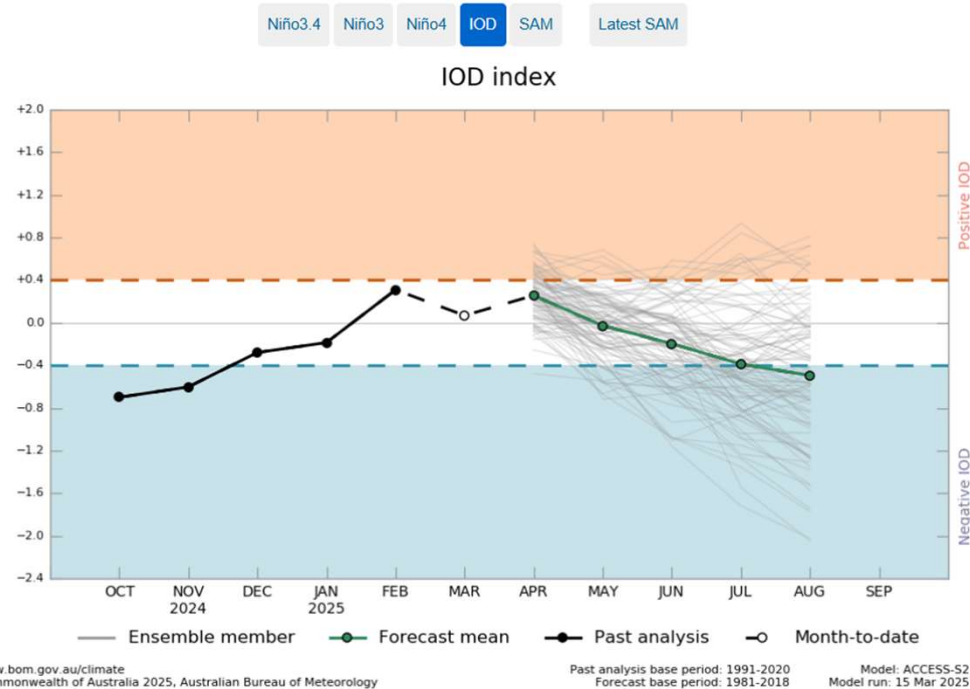 Niño3.4 Niño3 Niño4 IOD SAM Latest SAM
IOD index
+2.0
+1.6
+1.2
+0.8
+0.4
0.0
−0.4
−0.8
−1.2
−1.6
−2.0
−2.4
Positive IOD
Negative IOD
OCT NOV DEC JAN FEB MAR APR MAY JUN JUL AUG SEP
2024 2025
Ensemble member Forecast mean Past analysis Month-to-date
w.bom.gov.au/climate Past analysis base period: 1991-2020 Model: ACCESS-S2
mmonwealth of Australia 2025, Australian Bureau of Meteorology Forecast base period: 1981-2018 Model run: 15 Mar 2025